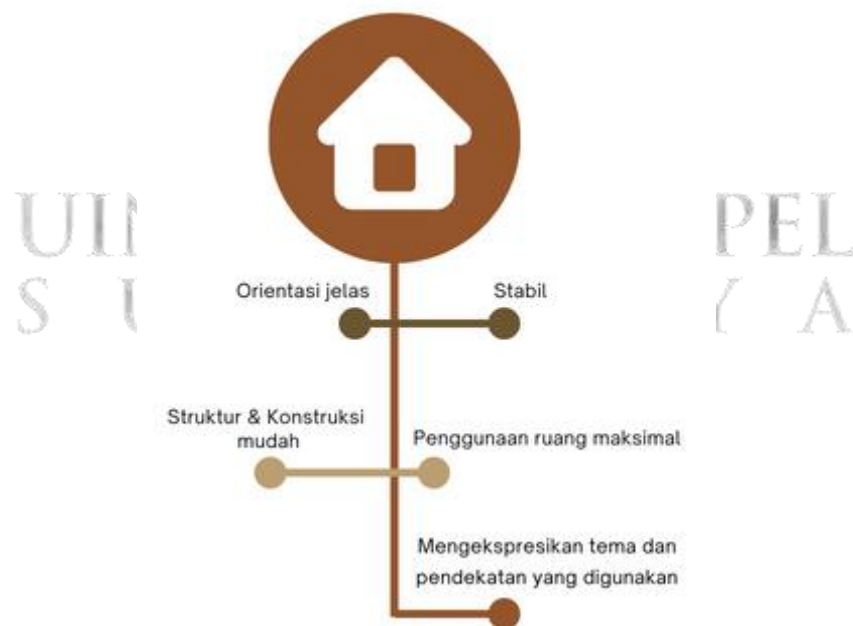 Orientasi jelas
Stabil
Struktur & Konstruksi
mudah
Penggunaan ruang maksimal
Mengekspresikan tema dan
pendekatan yang digunakan